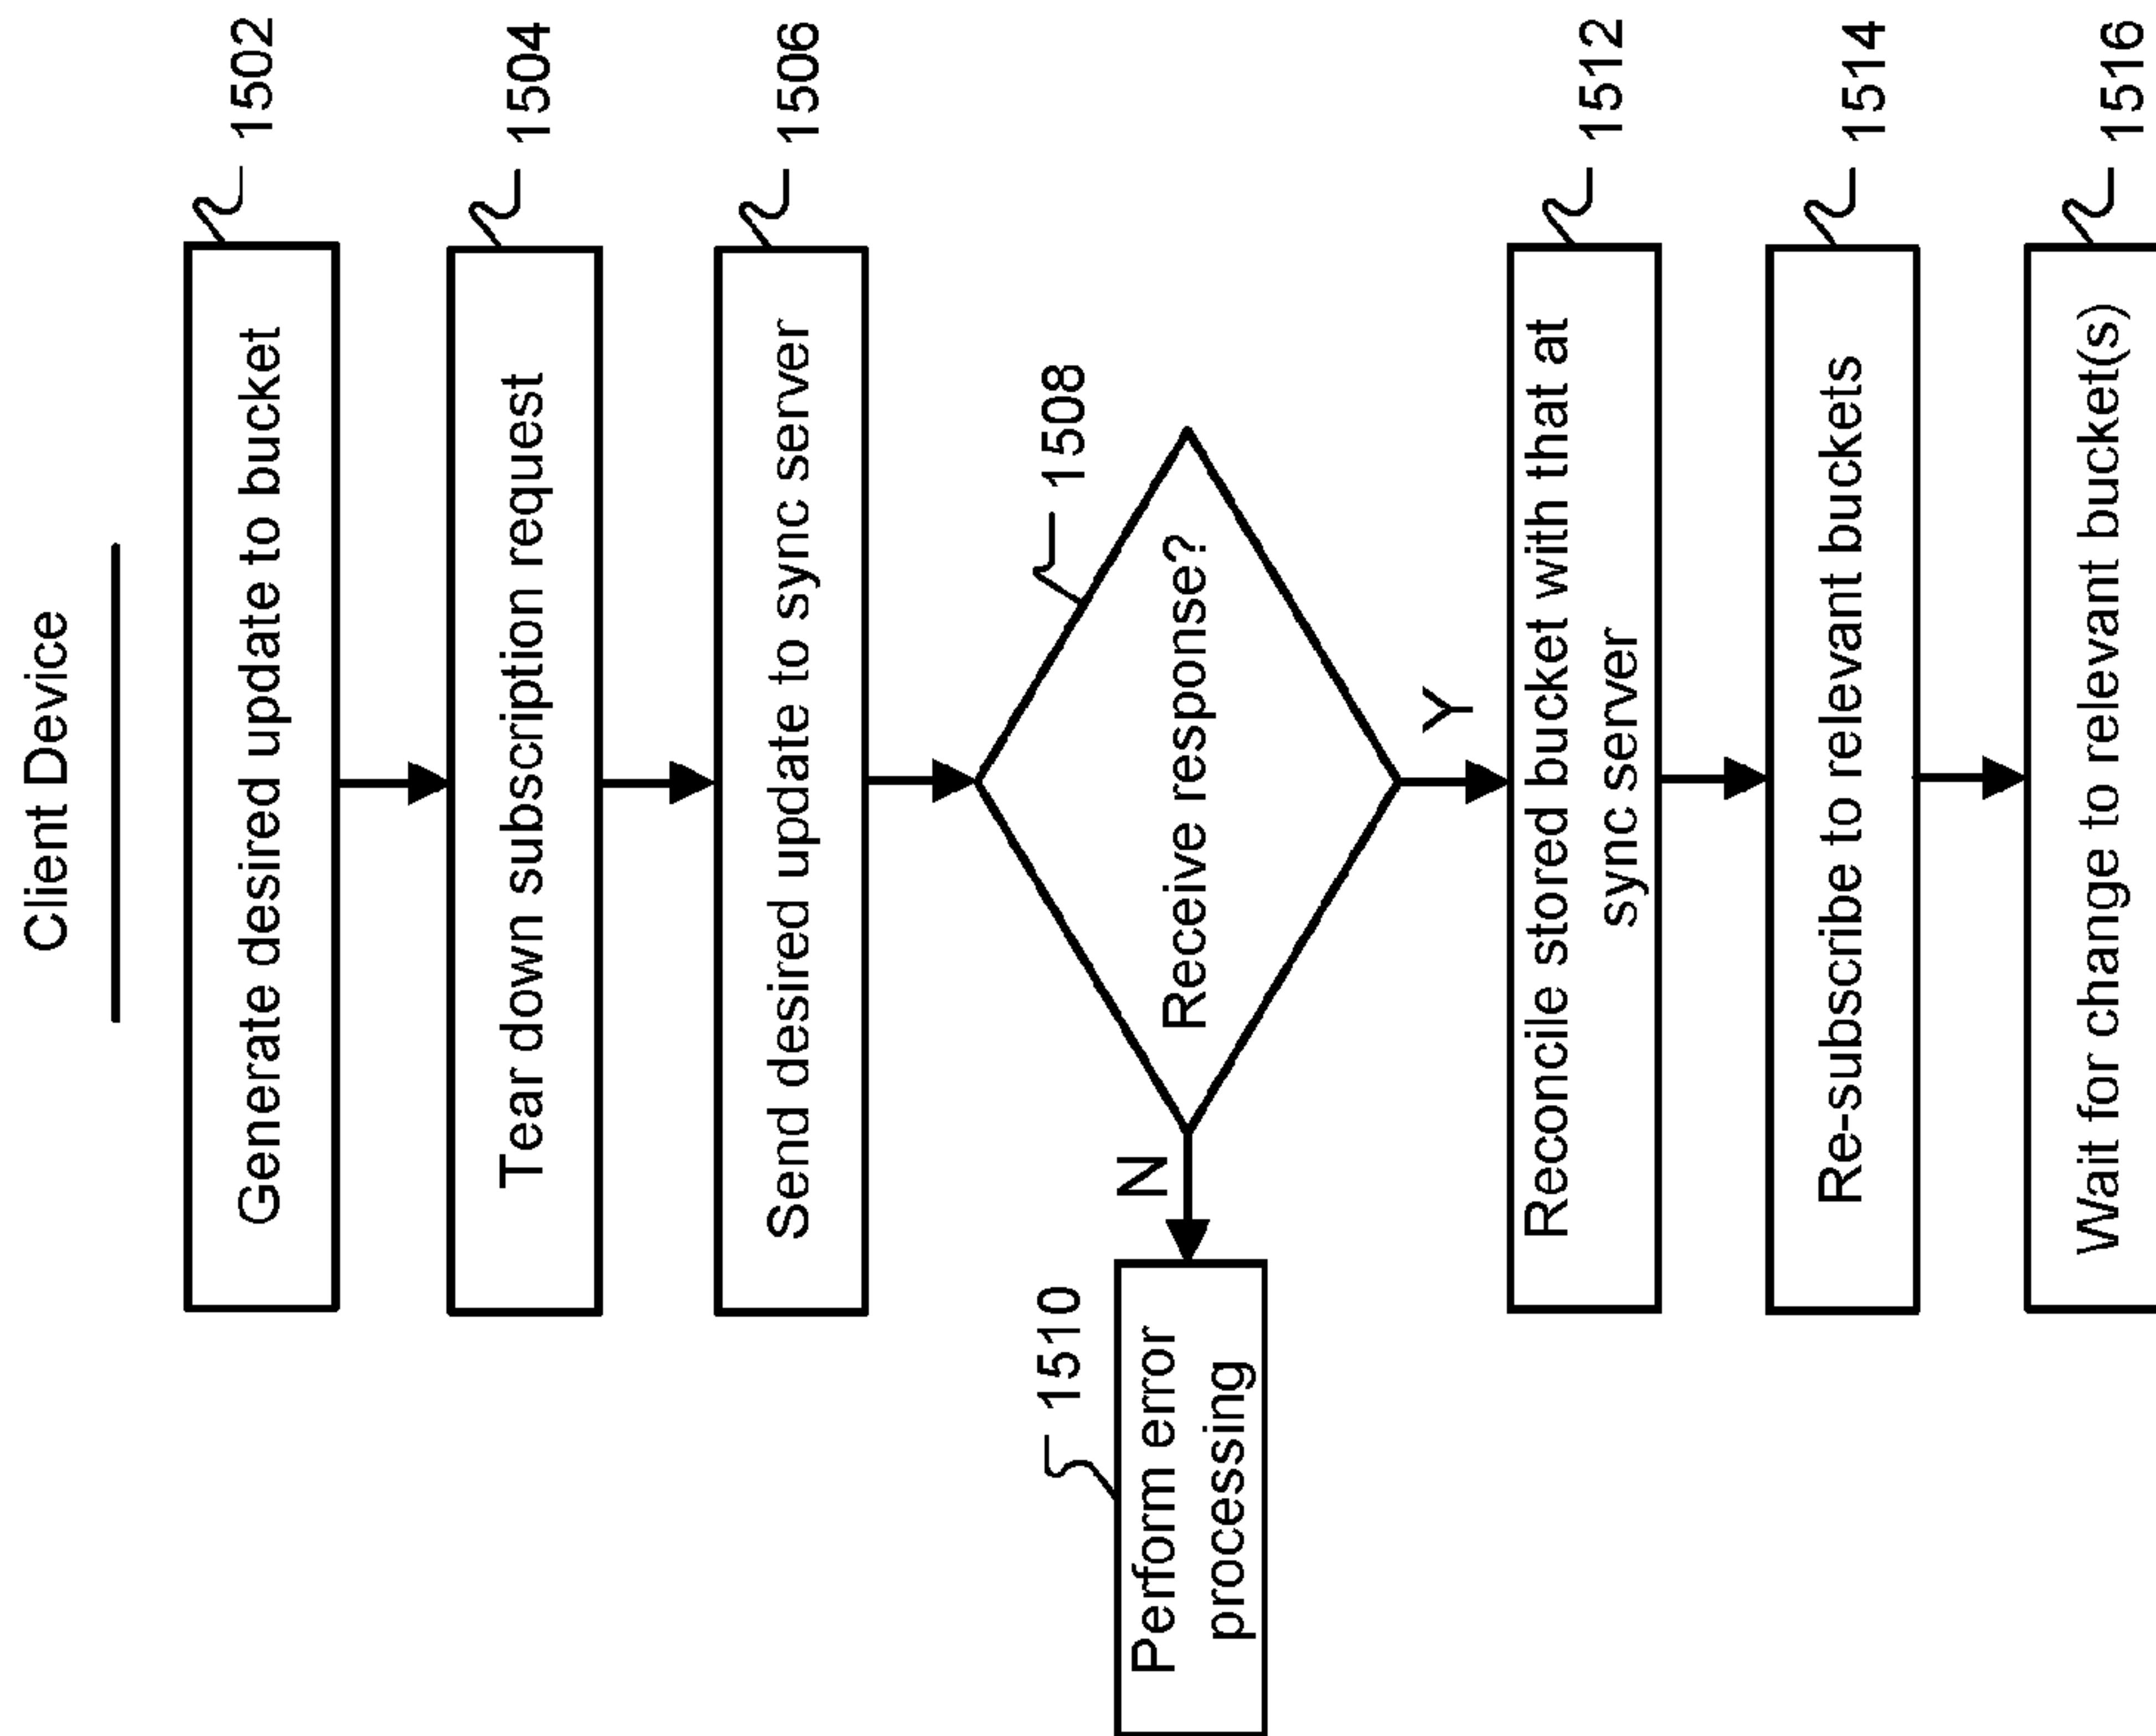 Client Device
Generate desired update to bucket
1502
Tear down subscription request
1504
Send desired update to sync server
1506
Receive response?
1508
N
Perform error
processing
1510
Y
Reconcile stored bucket with that at
sync server
1512
Re-subscribe to relevant buckets
1514
Wait for change to relevant bucket(s)
1516